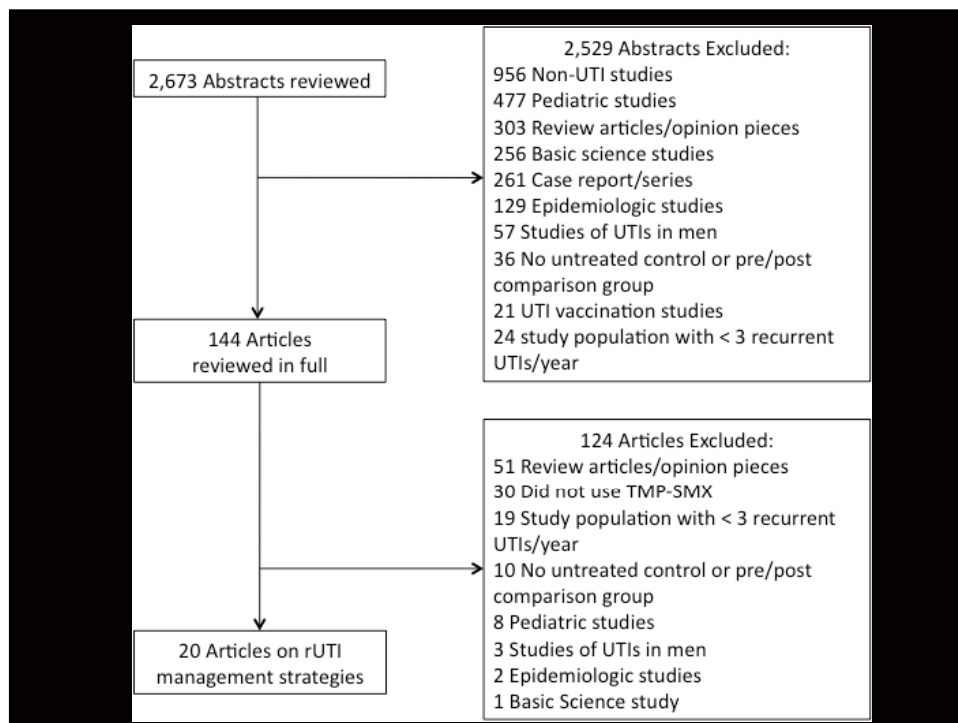 2,673 Abstracts reviewed
2,529 Abstracts Excluded:
956 Non-UTI studies
477 Pediatric studies
303 Review articles/opinion pieces
256 Basic science studies
261 Case report/series
129 Epidemiologic studies
57 Studies of UTIs in men
36 No untreated control or pre/post
comparison group
21 UTI vaccination studies
24 study population with < 3 recurrent
UTIs/year
144 Articles
reviewed in full
124 Articles Excluded:
51 Review articles/opinion pieces
30 Did not use TMP-SMX
19 Study population with < 3 recurrent
UTIs/year
10 No untreated control or pre/post
comparison group
8 Pediatric studies
3 Studies of UTIs in men
2 Epidemiologic studies
1 Basic Science study
20 Articles on rUTI
management strategies